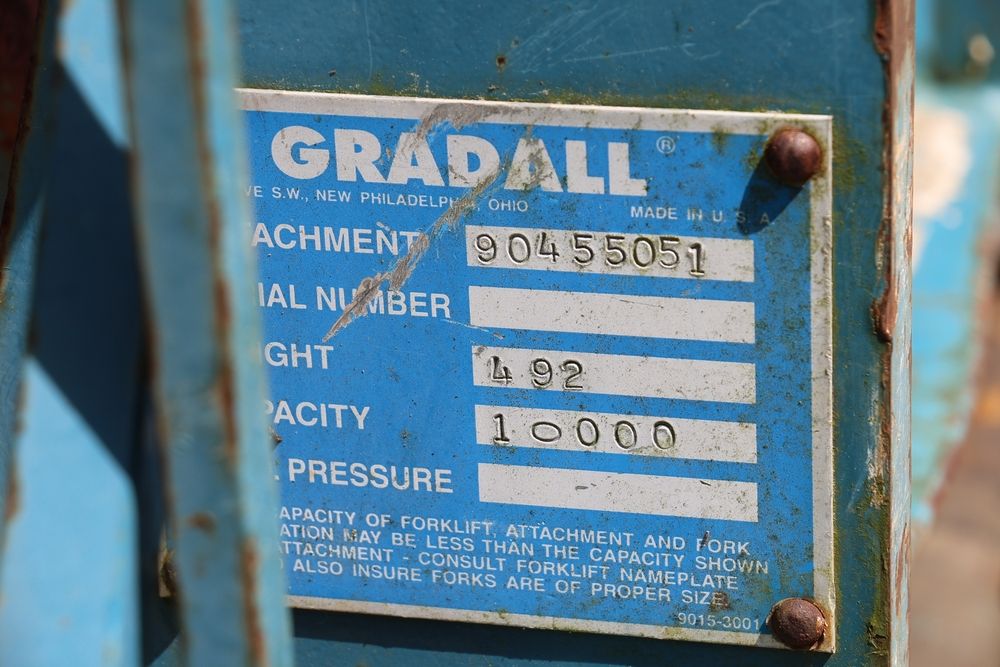 GRADALL®
VE S.W., NEW PHILADELPHIA, OHIO MADE IN U.S.A.
ACHMENT 90455051
IAL NUMBER
GHT 492
PACITY 10000
PRESSURE
APACITY OF FORKLIFT, ATTACHMENT AND FORK
ATION MAY BE LESS THAN THE CAPACITY SHOWN
ATTACHMENT - CONSULT FORKLIFT NAMEPLATE
ALSO INSURE FORKS ARE OF PROPER SIZE.
9015-3001